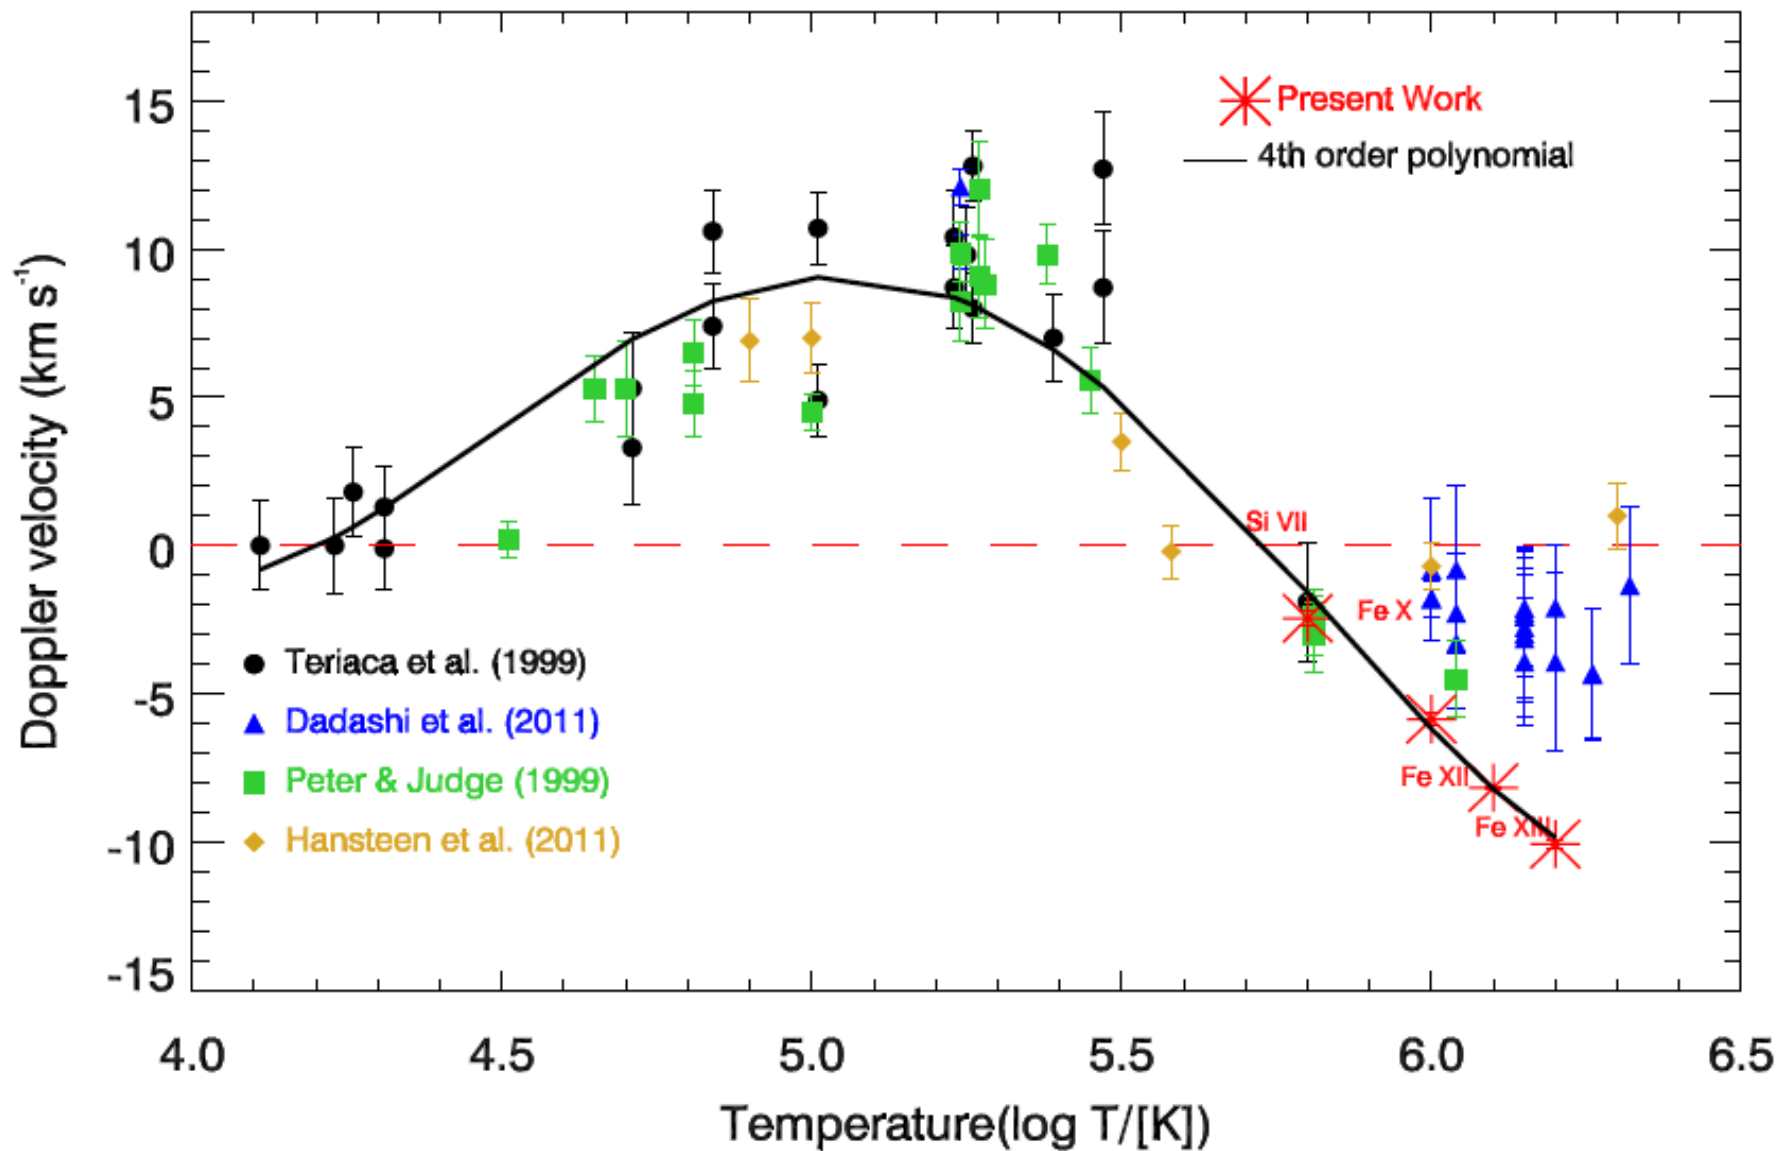 Doppler velocity (km s⁻¹)
15
10
5
0
-5
-10
-15
Present Work
4th order polynomial
Si VII
Fe X
Fe XII
Fe XIII
Teriaca et al. (1999)
Dadashi et al. (2011)
Peter & Judge (1999)
Hansteen et al. (2011)
4.0 4.5 5.0 5.5 6.0 6.5
Temperature(log T/[K])